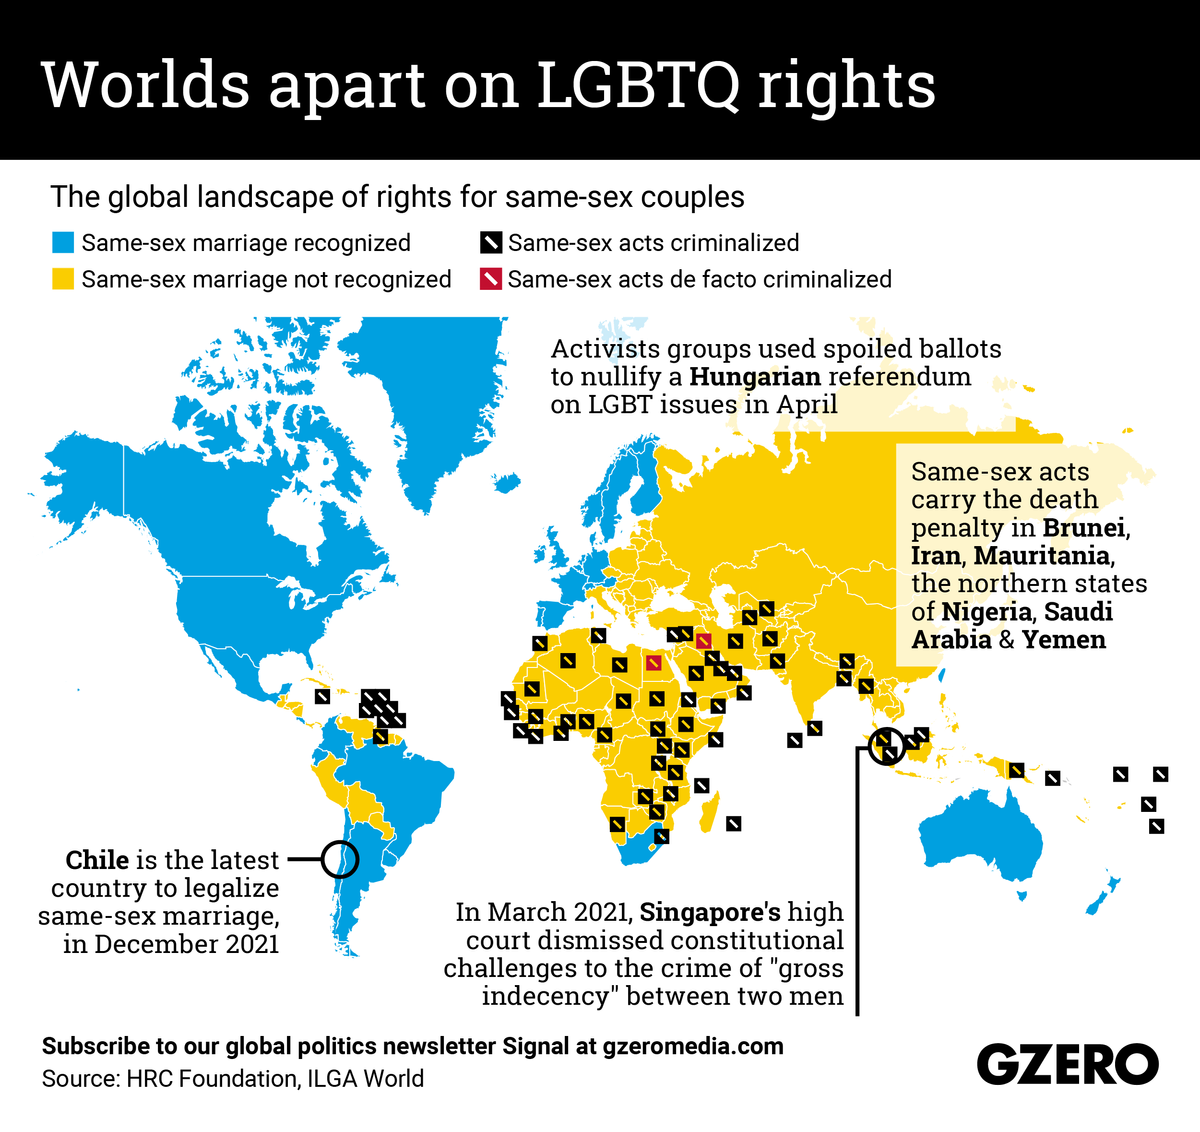 Worlds apart on LGBTQ rights
The global landscape of rights for same-sex couples
Same-sex marriage recognized
Same-sex acts criminalized
Same-sex marriage not recognized
Same-sex acts de facto criminalized
Activists groups used spoiled ballots
to nullify a Hungarian referendum
on LGBT issues in April
Same-sex acts
carry the death
penalty in Brunei,
Iran, Mauritania,
the northern states
of Nigeria, Saudi
Arabia & Yemen
Chile is the latest
country to legalize
same-sex marriage,
in December 2021
In March 2021, Singapore's high
court dismissed constitutional
challenges to the crime of "gross
indecency" between two men
Subscribe to our global politics newsletter Signal at gzeromedia.com
Source: HRC Foundation, ILGA World
GZERO